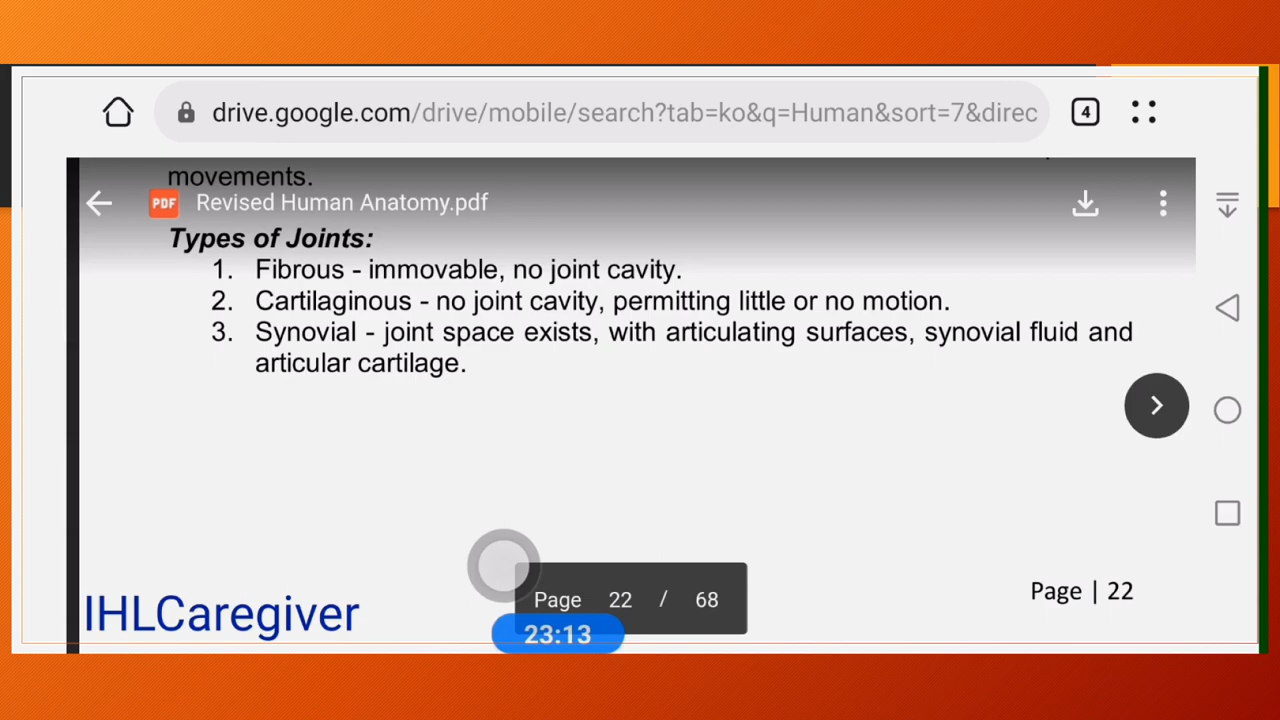 drive.google.com/drive/mobile/search?tab=ko&q=Human&sort=7&direc
4
movements.
PDF
Revised Human Anatomy.pdf
Types of Joints:
1. Fibrous - immovable, no joint cavity.
2. Cartilaginous - no joint cavity, permitting little or no motion.
3. Synovial - joint space exists, with articulating surfaces, synovial fluid and
articular cartilage.
Page | 22
Page 22 / 68
IHLCaregiver
23:13